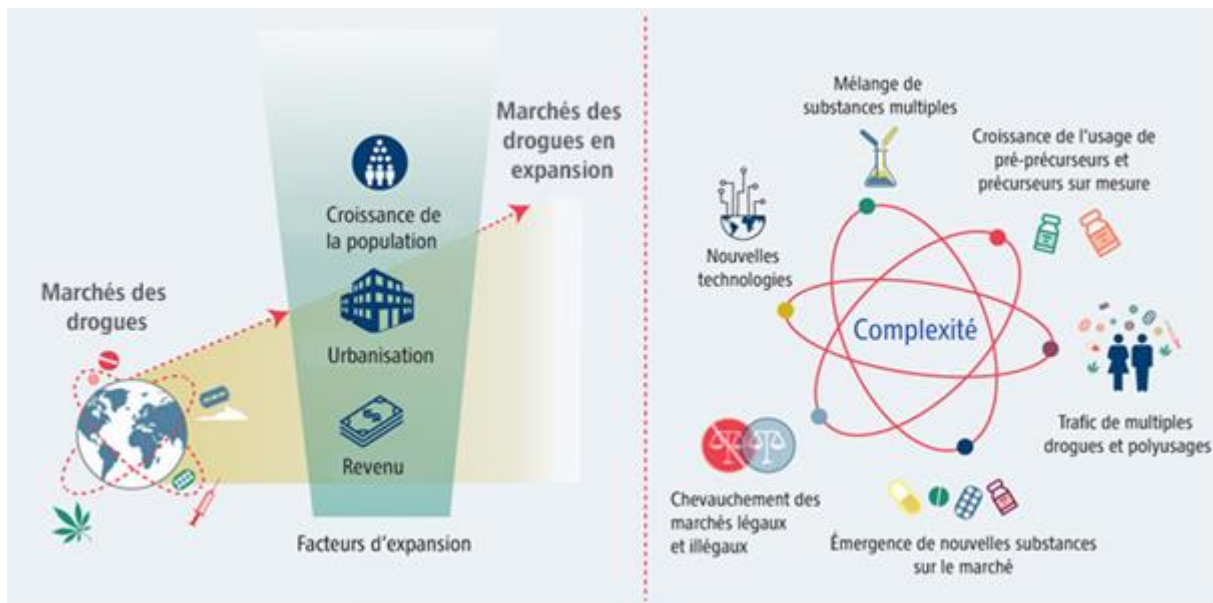 Marchés des
drogues
Croissance de
la population
Urbanisation
Revenu
Facteurs d'expansion
Marchés des
drogues en
expansion
Mélange de
substances multiples
Croissance de l'usage de
pré-précurseurs et
précurseurs sur mesure
Nouvelles
technologies
Complexité
Trafic de multiples
drogues et polyusages
Chevauchement des
marchés légaux
et illégaux
Émergence de nouvelles substances
sur le marché